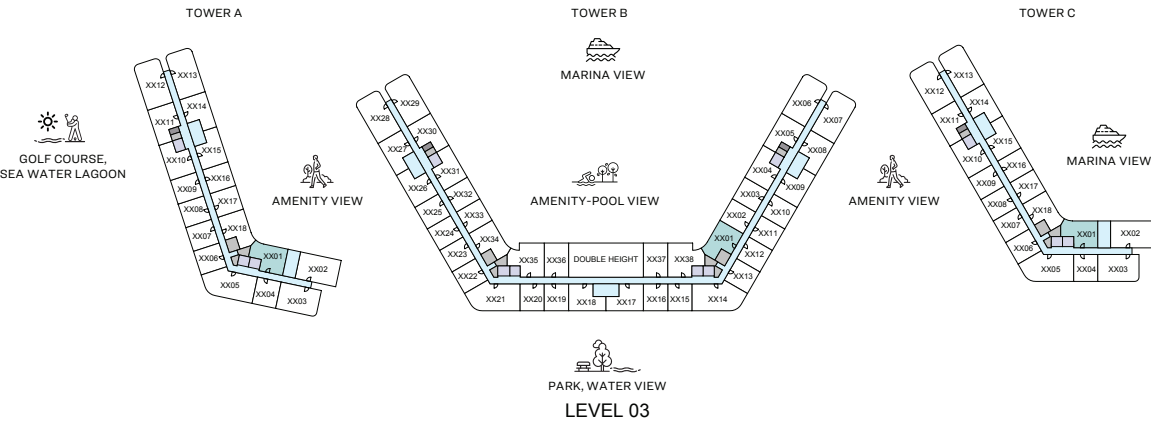 TOWER A
TOWER B
TOWER C
MARINA VIEW
GOLF COURSE,
SEA WATER LAGOON
AMENITY VIEW
AMENITY-POOL VIEW
AMENITY VIEW
MARINA VIEW
XX12
XX13
XX14
XX11
XX15
XX10
XX16
XX09
XX17
XX08
XX18
XX07
XX06
XX01
XX02
XX05
XX04
XX03
XX29
XX28
XX30
XX27
XX31
XX26
XX32
XX25
XX33
XX24
XX34
XX23
XX22
XX35
XX36
DOUBLE HEIGHT
XX37
XX38
XX21
XX20
XX19
XX18
XX17
XX16
XX15
XX14
XX06
XX07
XX05
XX08
XX04
XX09
XX03
XX10
XX02
XX11
XX01
XX12
XX13
XX13
XX12
XX14
XX11
XX15
XX10
XX16
XX09
XX17
XX08
XX18
XX07
XX06
XX01
XX02
XX05
XX04
XX03
PARK, WATER VIEW
LEVEL 03